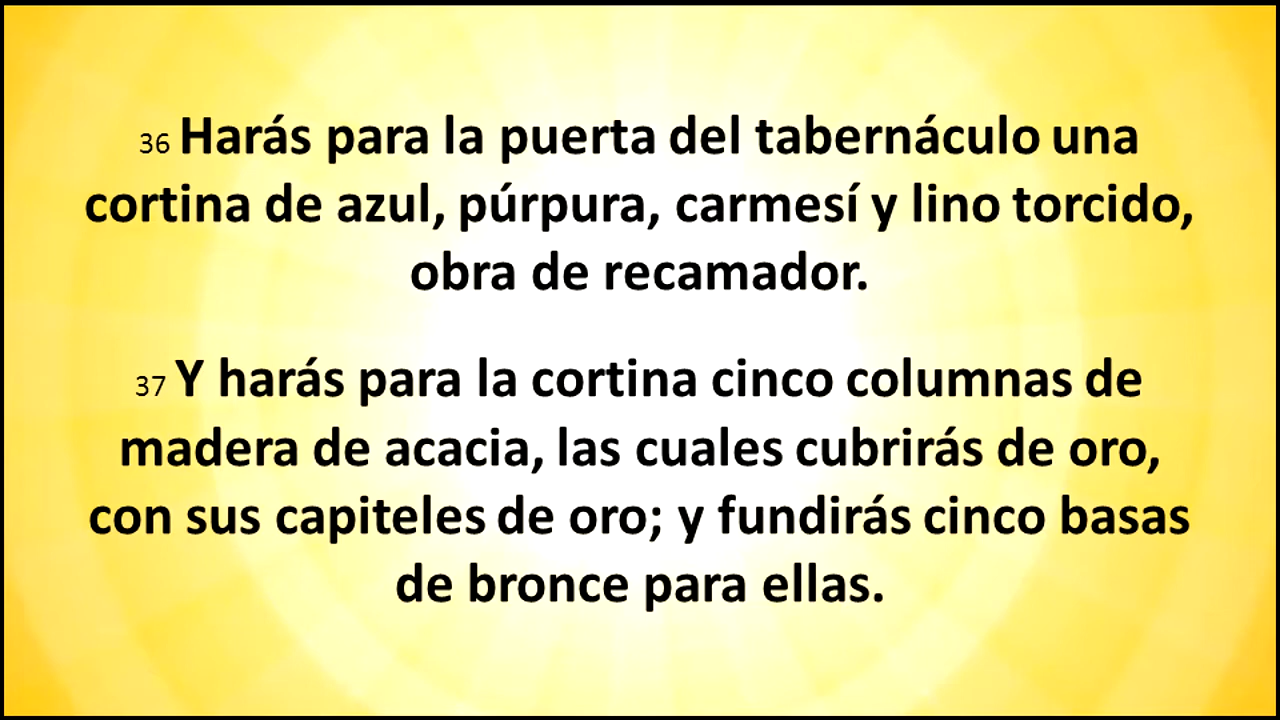 36 Harás para la puerta del tabernáculo una
cortina de azul, púrpura, carmesí y lino torcido,
obra de recamador.
37 Y harás para la cortina cinco columnas de
madera de acacia, las cuales cubrirás de oro,
con sus capiteles de oro; y fundirás cinco basas
de bronce para ellas.